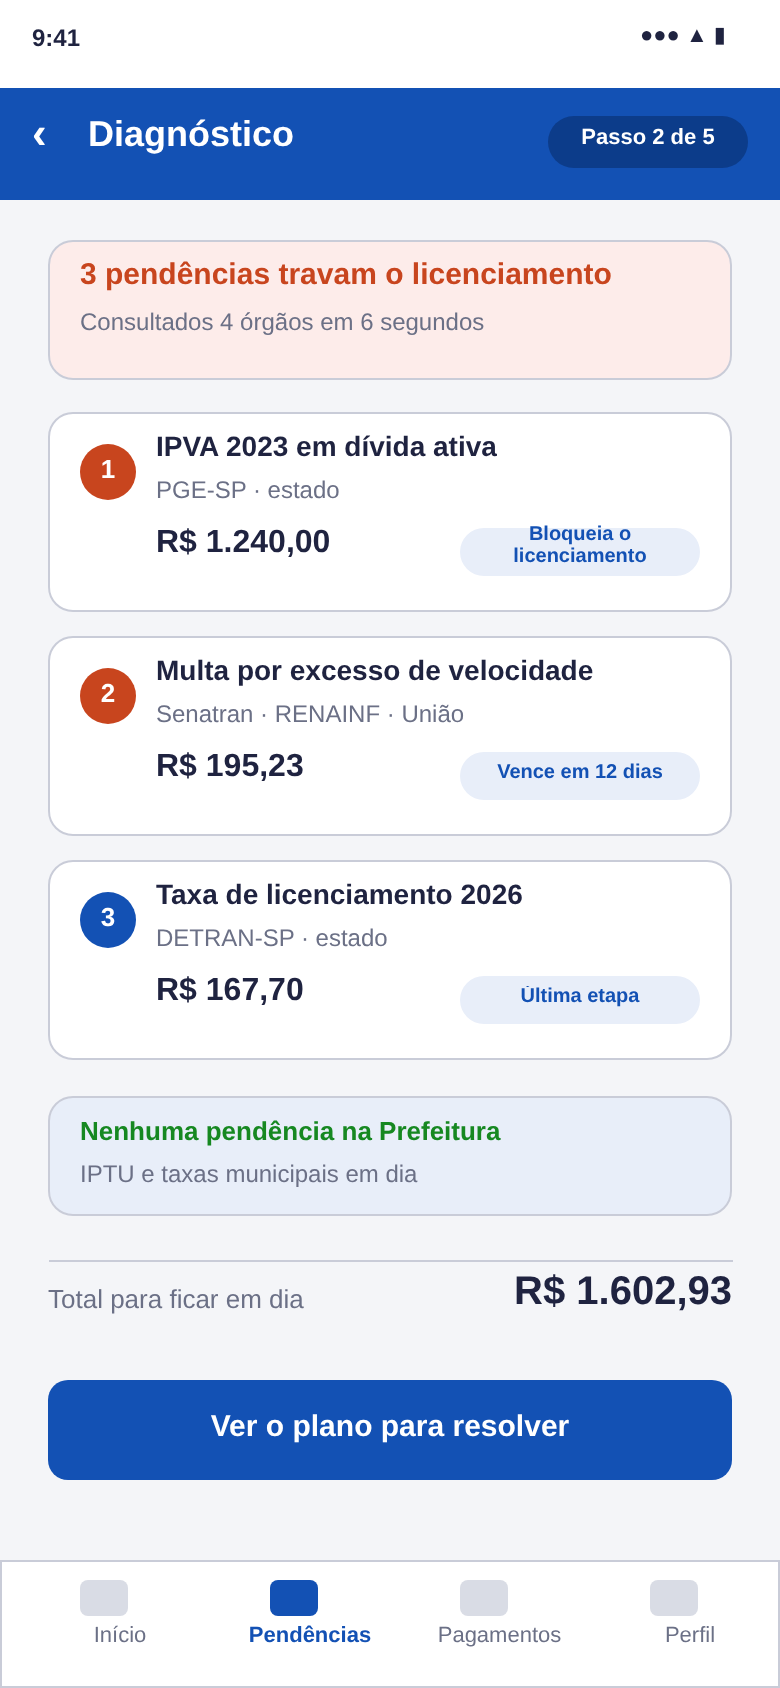 9:41
‹ Diagnóstico
Passo 2 de 5
3 pendências travam o licenciamento
Consultados 4 órgãos em 6 segundos
1
IPVA 2023 em dívida ativa
PGE-SP · estado
R$ 1.240,00
Bloqueia o
licenciamento
2
Multa por excesso de velocidade
Senatran · RENAINF · União
R$ 195,23
Vence em 12 dias
3
Taxa de licenciamento 2026
DETRAN-SP · estado
R$ 167,70
Última etapa
Nenhuma pendência na Prefeitura
IPTU e taxas municipais em dia
Total para ficar em dia
R$ 1.602,93
Ver o plano para resolver
Início
Pendências
Pagamentos
Perfil